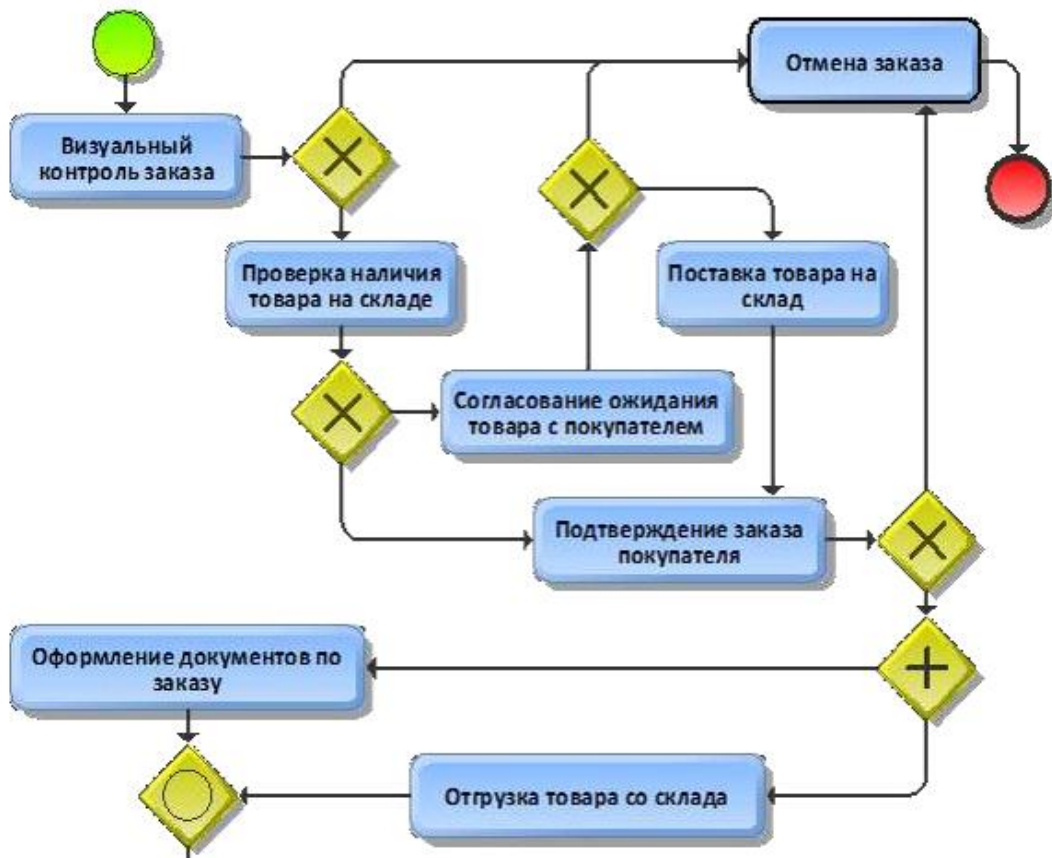 Отмена заказа
Визуальный
контроль заказа
Проверка наличия
товара на складе
Поставка товара на
склад
Согласование ожидания
товара с покупателем
Подтверждение заказа
покупателя
Оформление документов по
заказу
Отгрузка товара со склада